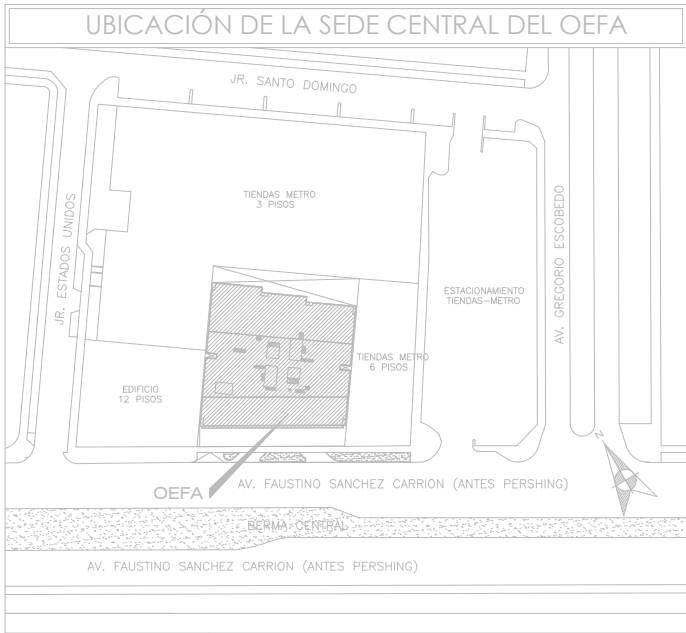 UBICACIÓN DE LA SEDE CENTRAL DEL OEFA
JR. SANTO DOMINGO
TIENDAS METRO
3 PISOS
JR. ESTADOS UNIDOS
AV. GREGORIO ESCOBEDO
ESTACIONAMIENTO
TIENDAS-METRO
TIENDAS METRO
6 PISOS
EDIFICIO
12 PISOS
N
OEFA
AV. FAUSTINO SANCHEZ CARRION (ANTES PERSHING)
BERMA CENTRAL
AV. FAUSTINO SANCHEZ CARRION (ANTES PERSHING)